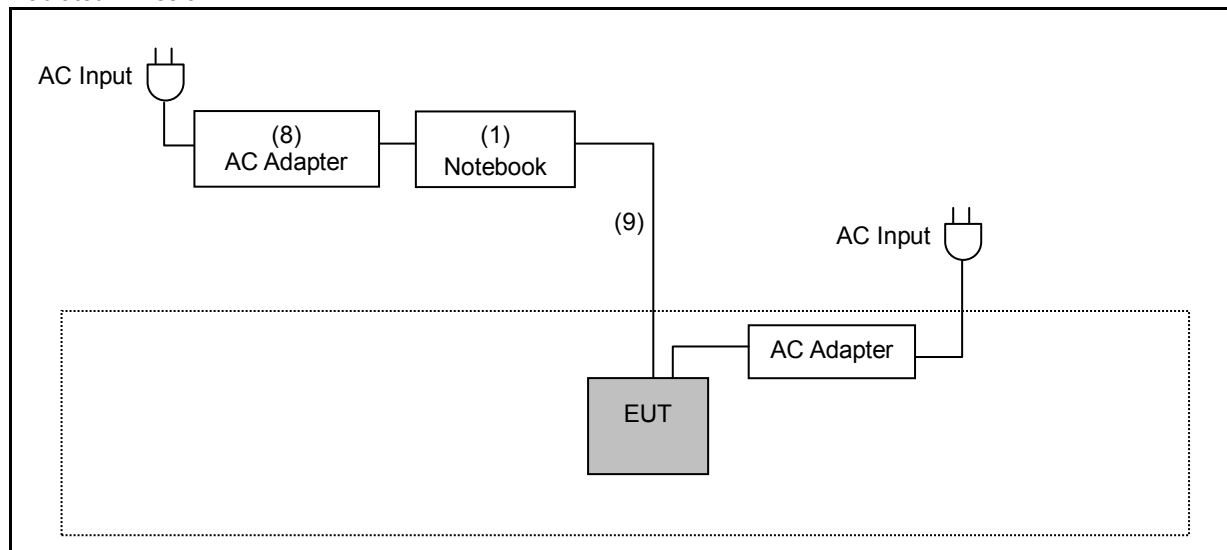 AC Input
(8)
AC Adapter
(1)
Notebook
(9)
AC Input
AC Adapter
EUT